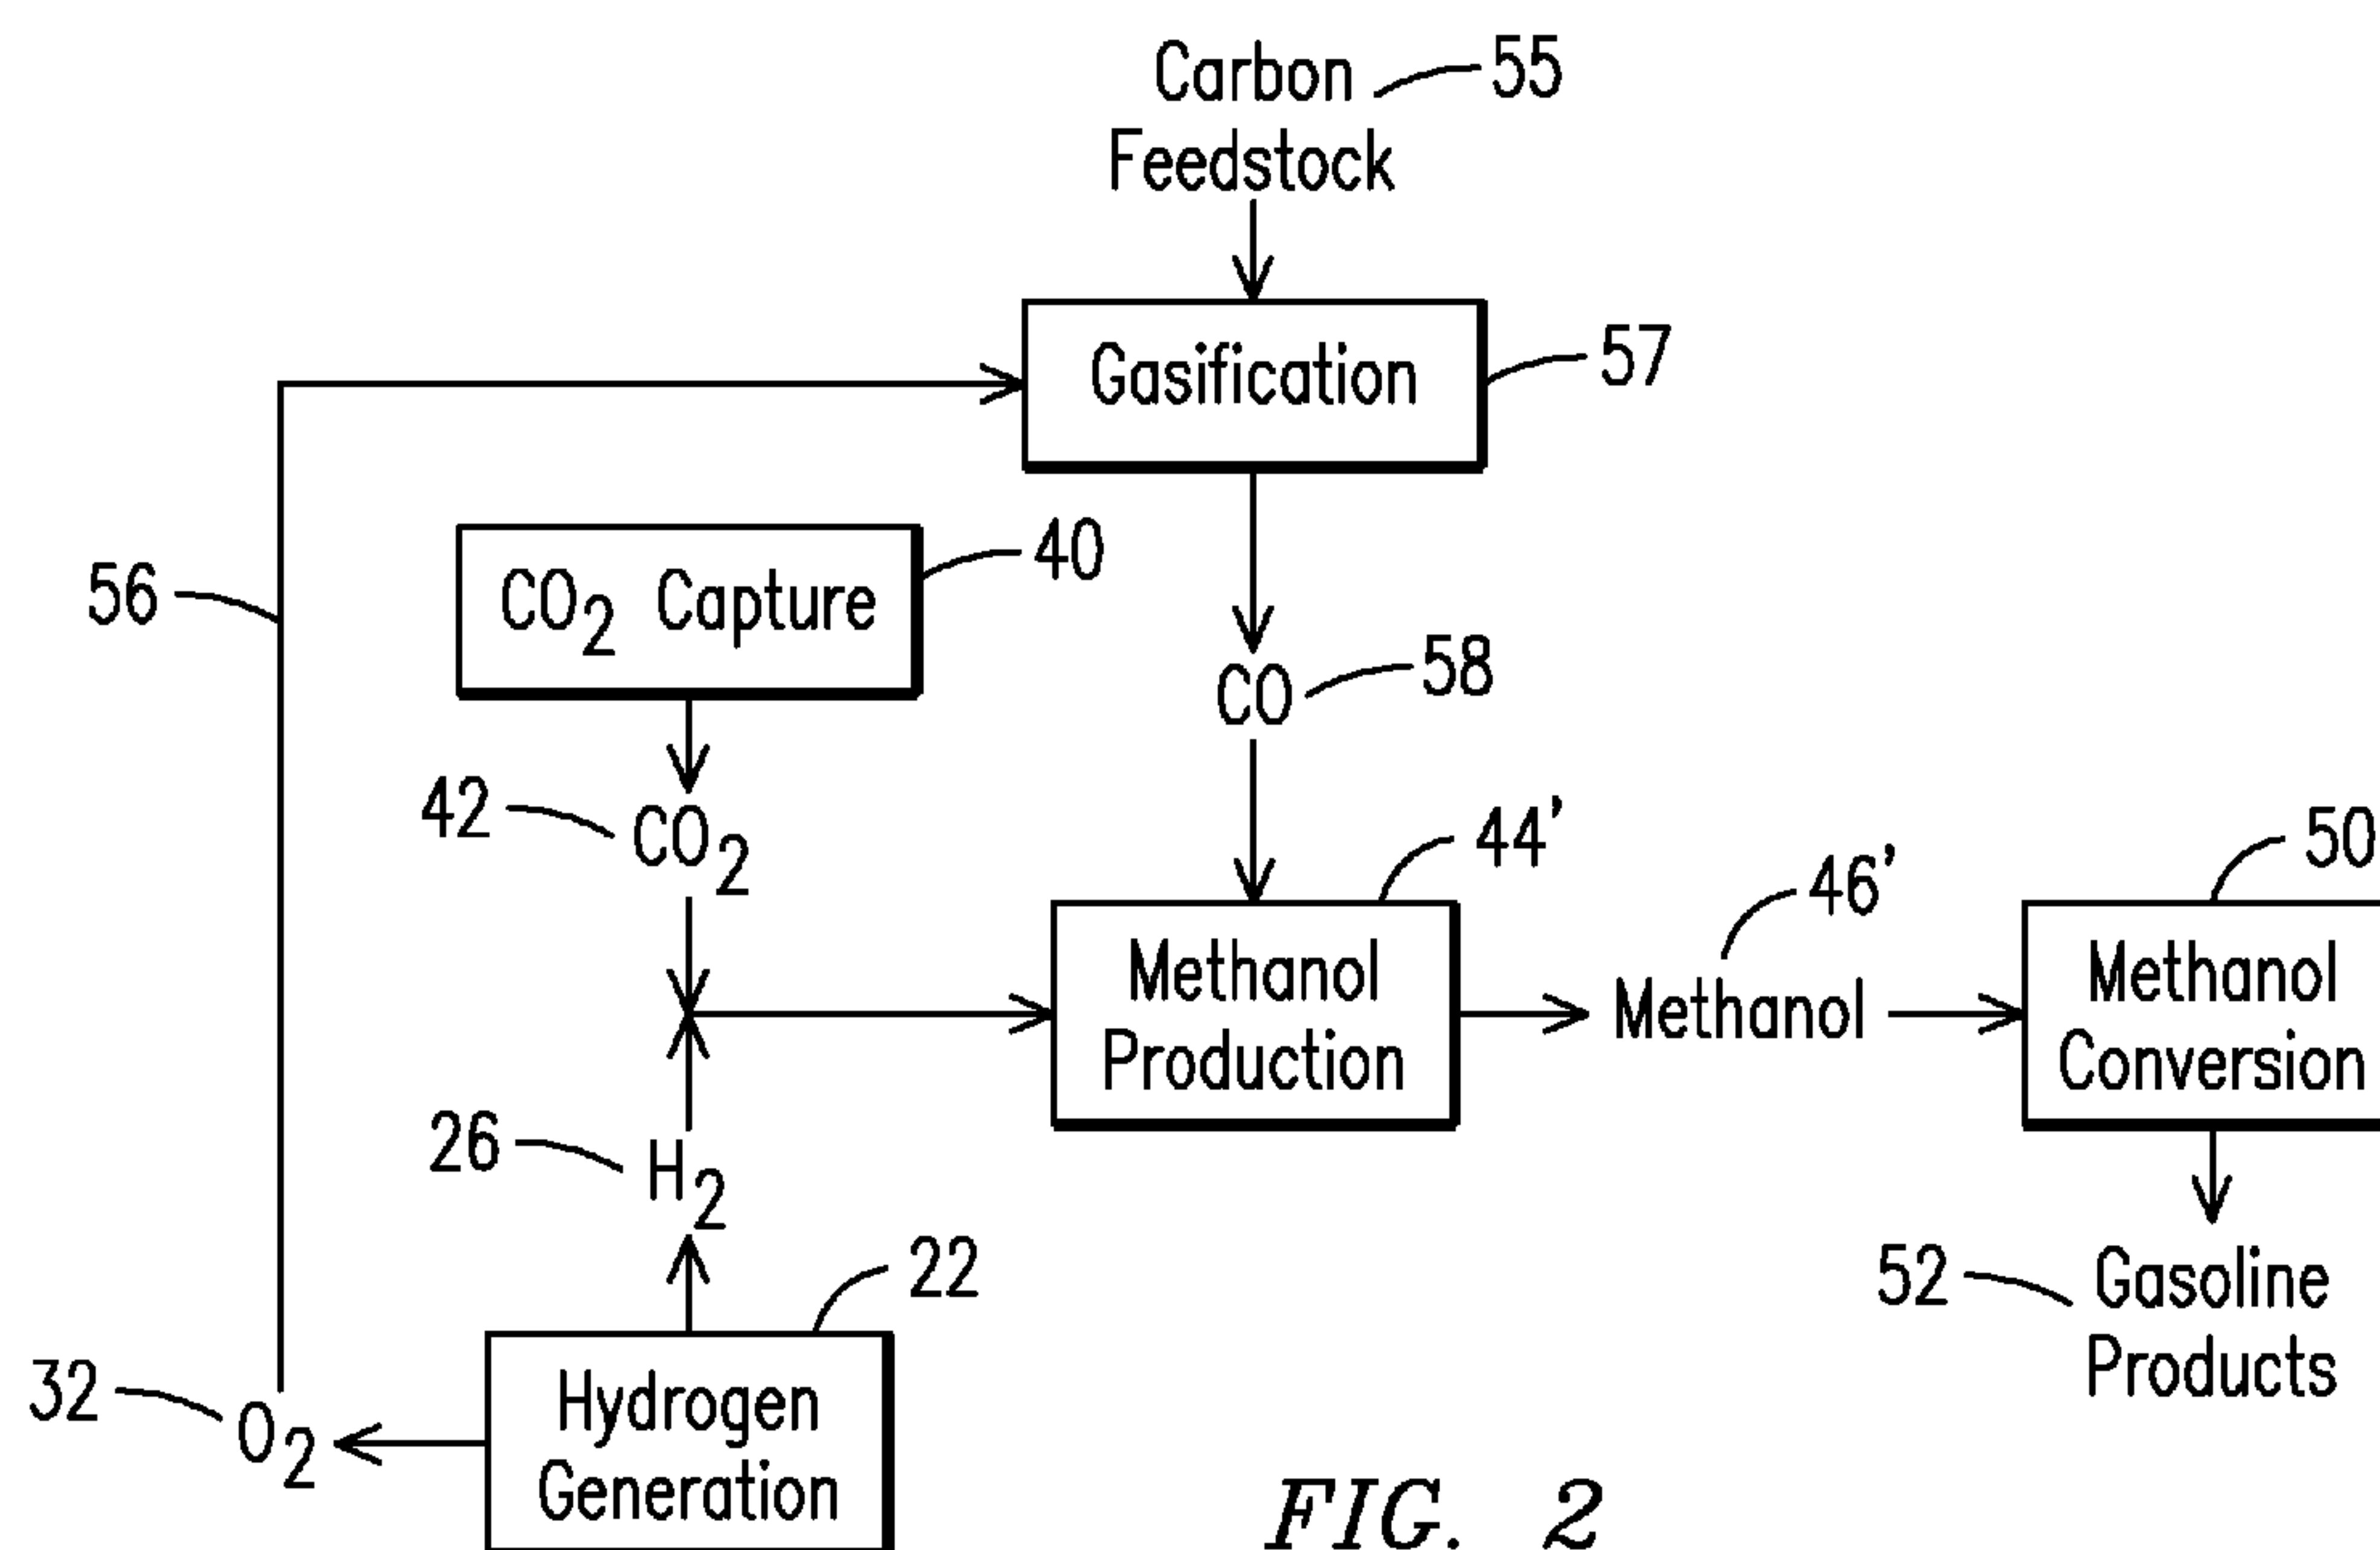 Carbon 55
Feedstock
Gasification 57
56
CO2 Capture 40
CO 58
42 CO2
44'
46'
50
Methanol
Production
Methanol
Methanol
Conversion
26 H2
22
52 Gasoline
Products
32 O2
Hydrogen
Generation
FIG. 2